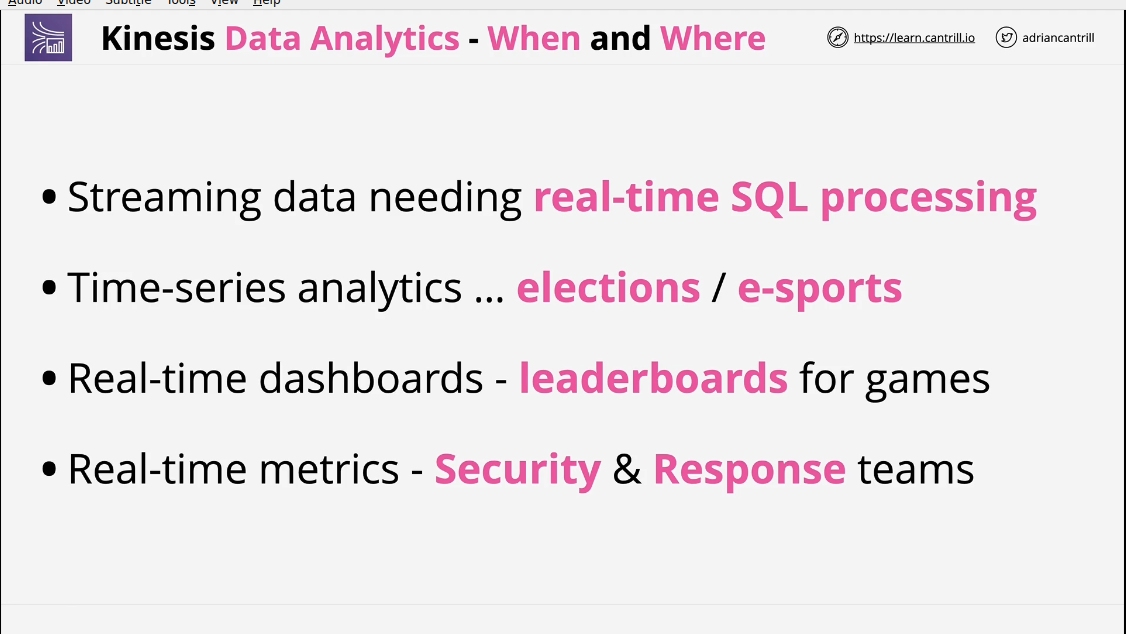 Audio Video Subtitle Tools View Help
Kinesis Data Analytics - When and Where
https://learn.cantrill.io
adriancantrill
• Streaming data needing real-time SQL processing
• Time-series analytics ... elections / e-sports
• Real-time dashboards - leaderboards for games
• Real-time metrics - Security & Response teams